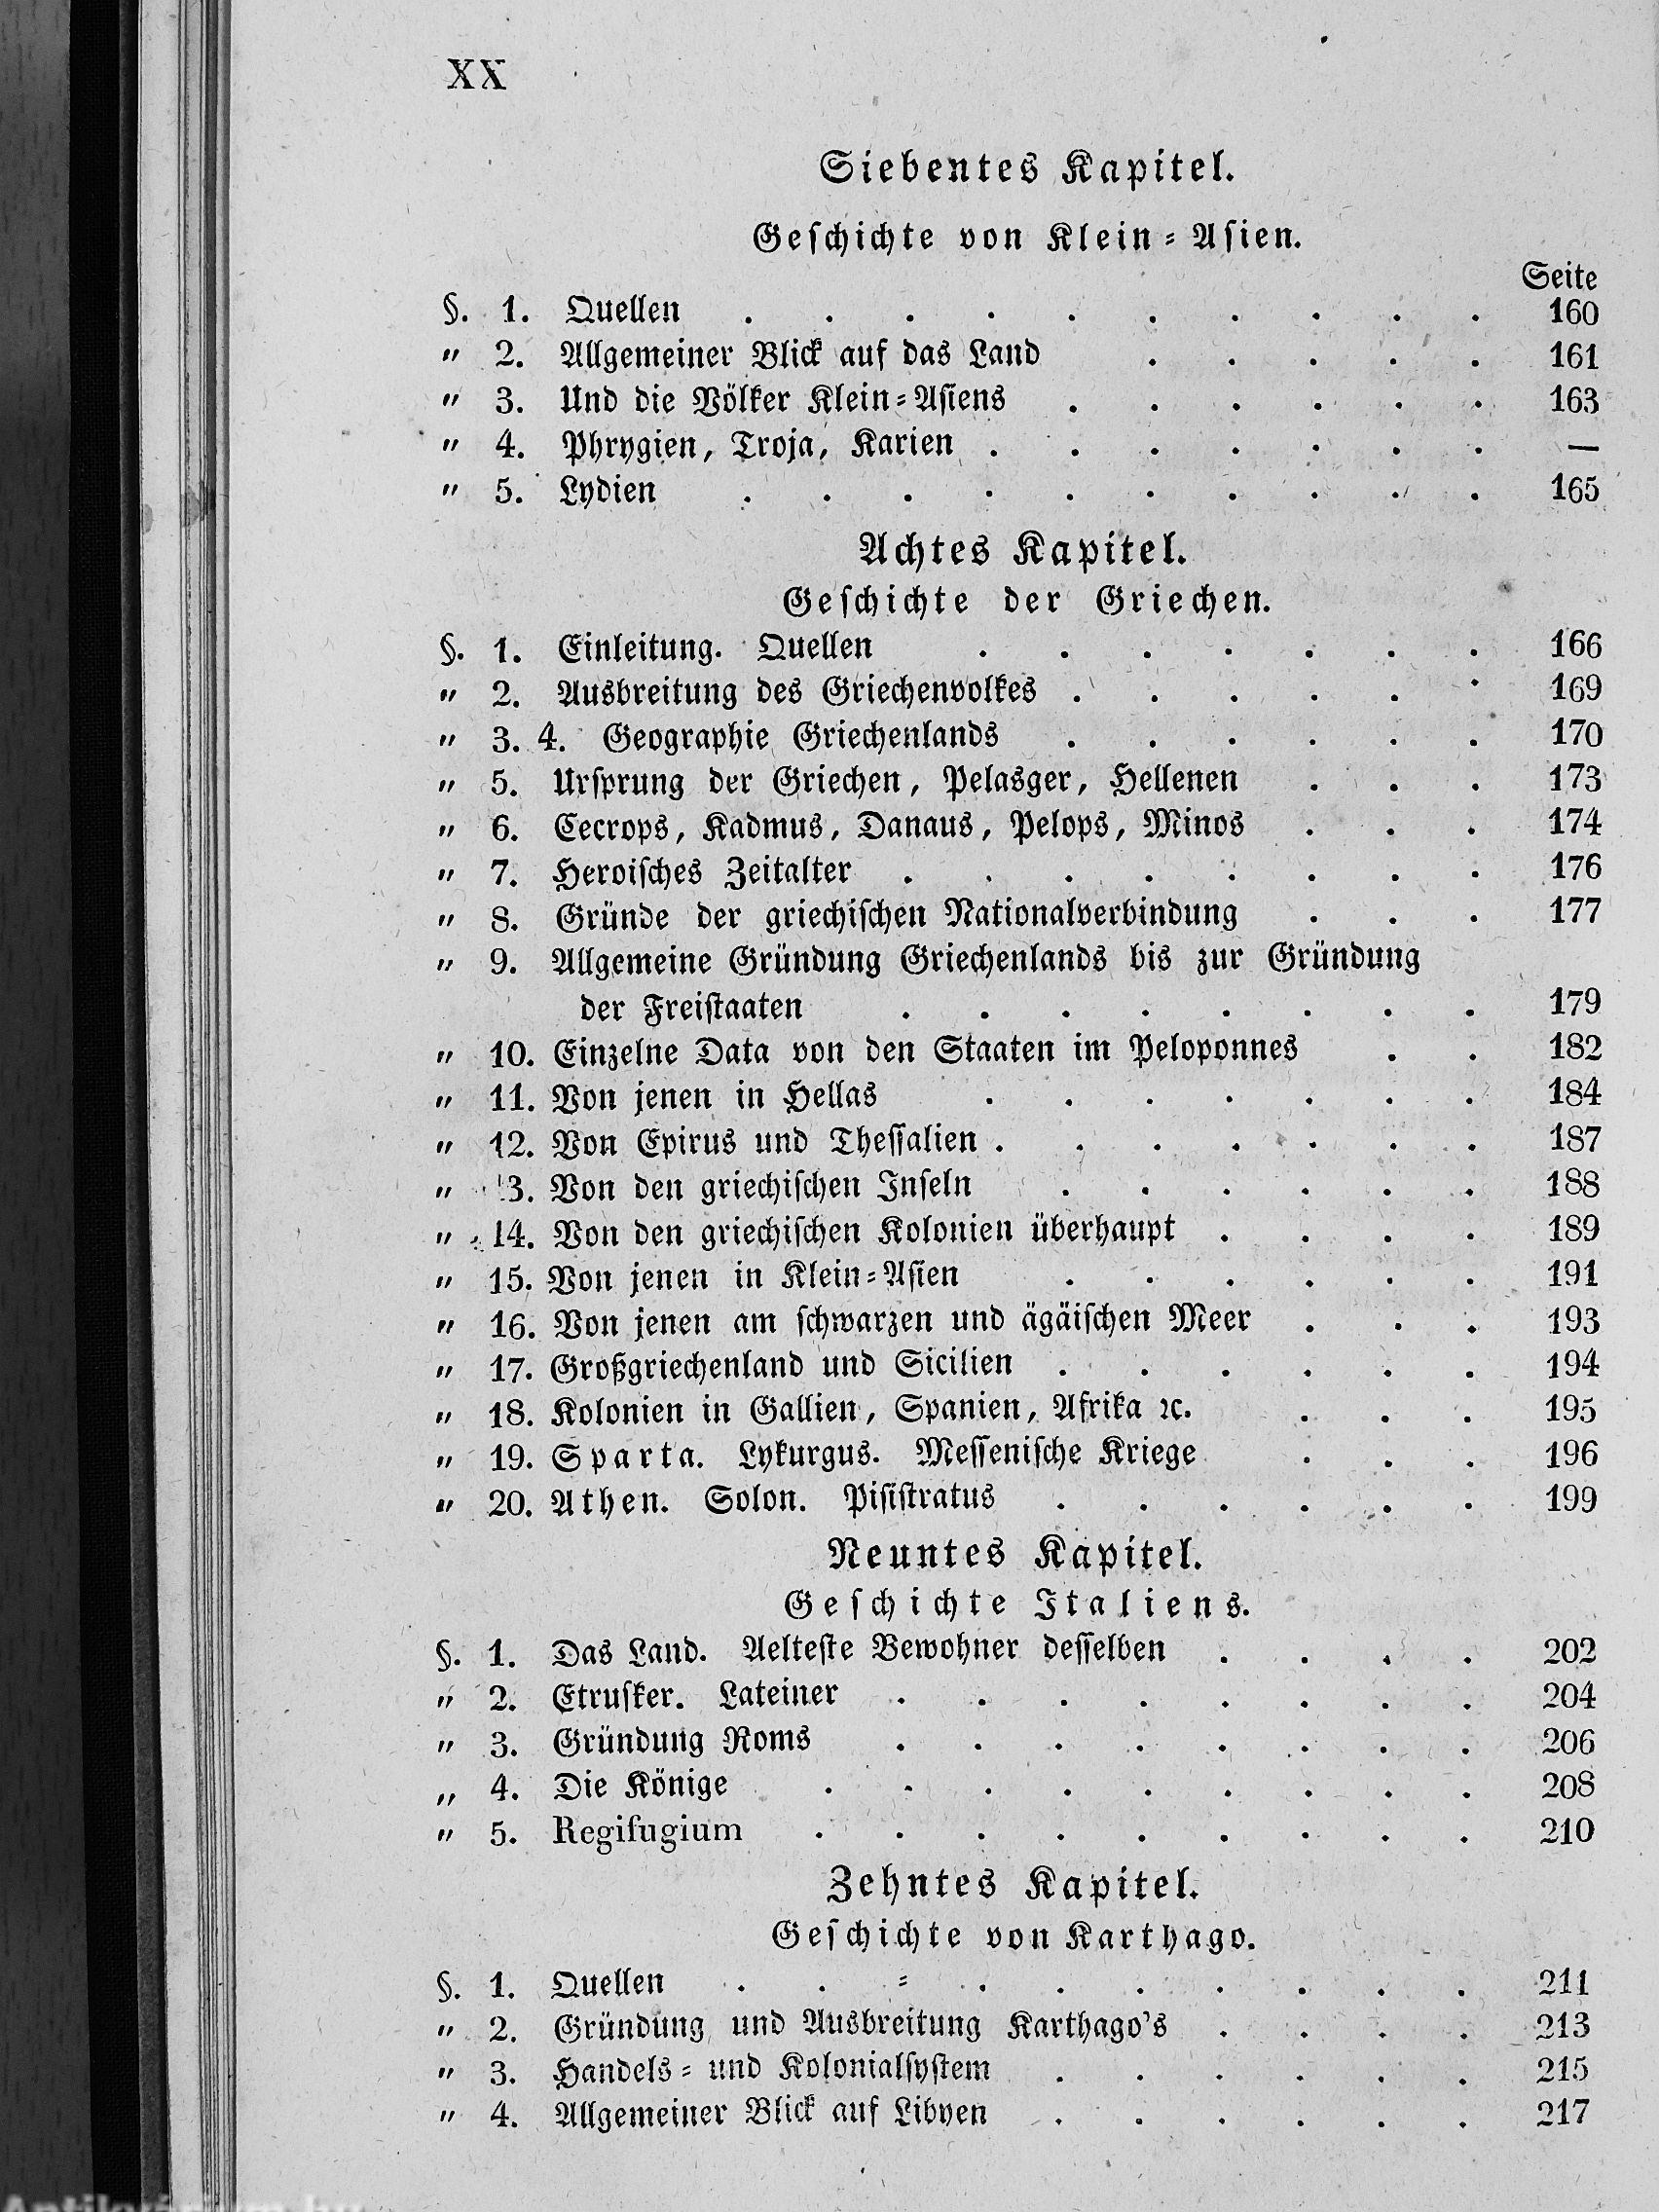 XX
Siebentes Kapitel.
Geschichte von Klein-Asien.
Seite
§. 1. Quellen . . . . . . . . . . 160
" 2. Allgemeiner Blick auf das Land . . . . . 161
" 3. Und die Völker Klein-Asiens . . . . . . 163
" 4. Phrygien, Troja, Karien . . . . . . . —
" 5. Lydien . . . . . . . . . . 165
Achtes Kapitel.
Geschichte der Griechen.
§. 1. Einleitung. Quellen . . . . . . . 166
" 2. Ausbreitung des Griechenvolkes . . . . . . 169
" 3. 4. Geographie Griechenlands . . . . . . 170
" 5. Ursprung der Griechen, Pelasger, Hellenen . . . 173
" 6. Cecrops, Kadmus, Danaus, Pelops, Minos . . . 174
" 7. Heroisches Zeitalter . . . . . . . . 176
" 8. Gründe der griechischen Nationalverbindung . . . 177
" 9. Allgemeine Gründung Griechenlands bis zur Gründung
der Freistaaten . . . . . . . . 179
" 10. Einzelne Data von den Staaten im Peloponnes . . 182
" 11. Von jenen in Hellas . . . . . . . 184
" 12. Von Epirus und Thessalien . . . . . . . 187
" 13. Von den griechischen Inseln . . . . . . 188
" 14. Von den griechischen Kolonien überhaupt . . . . 189
" 15. Von jenen in Klein-Asien . . . . . . 191
" 16. Von jenen am schwarzen und ägäischen Meer . . . 193
" 17. Großgriechenland und Sicilien . . . . . . 194
" 18. Kolonien in Gallien, Spanien, Afrika ꝛc. . . . 195
" 19. Sparta. Lykurgus. Messenische Kriege . . . 196
" 20. Athen. Solon. Pisistratus . . . . . . 199
Neuntes Kapitel.
Geschichte Italiens.
§. 1. Das Land. Aelteste Bewohner desselben . . . . 202
" 2. Etrusker. Lateiner . . . . . . . . 204
" 3. Gründung Roms . . . . . . . . 206
„ 4. Die Könige . . . . . . . . . 208
" 5. Regifugium . . . . . . . . . 210
Zehntes Kapitel.
Geschichte von Karthago.
§. 1. Quellen . . . . . . . . . . 211
" 2. Gründung und Ausbreitung Karthago's . . . . 213
" 3. Handels- und Kolonialsystem . . . . . . 215
" 4. Allgemeiner Blick auf Libyen . . . . . . 217